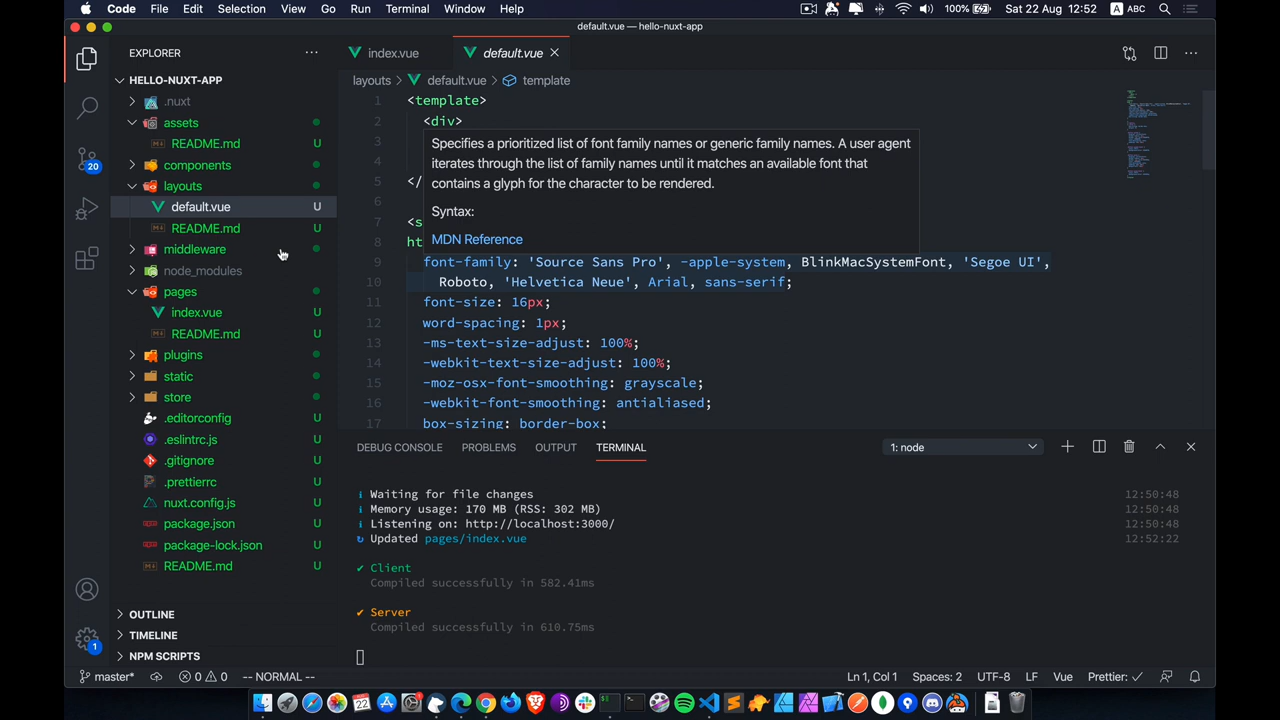 Code File Edit Selection View Go Run Terminal Window Help 100% Sat 22 Aug 12:52 A ABC
default.vue — hello-nuxt-app
EXPLORER
HELLO-NUXT-APP
.nuxt
assets
README.md U
components
layouts
default.vue U
README.md U
middleware
node_modules
pages
index.vue U
README.md U
plugins
static
store
.editorconfig U
.eslintrc.js U
.gitignore U
.prettierrc U
nuxt.config.js U
package.json U
package-lock.json U
README.md U
OUTLINE
TIMELINE
NPM SCRIPTS
20
1
index.vue default.vue
layouts > default.vue > template
1 <template>
2 <div>
3
4
5 </
6
7 <s
8 ht
Specifies a prioritized list of font family names or generic family names. A user agent
iterates through the list of family names until it matches an available font that
contains a glyph for the character to be rendered.
Syntax:
MDN Reference
9 font-family: 'Source Sans Pro', -apple-system, BlinkMacSystemFont, 'Segoe UI',
10 Roboto, 'Helvetica Neue', Arial, sans-serif;
11 font-size: 16px;
12 word-spacing: 1px;
13 -ms-text-size-adjust: 100%;
14 -webkit-text-size-adjust: 100%;
15 -moz-osx-font-smoothing: grayscale;
16 -webkit-font-smoothing: antialiased;
17 box-sizing: border-box;
DEBUG CONSOLE PROBLEMS OUTPUT TERMINAL 1: node
i Waiting for file changes 12:50:48
i Memory usage: 170 MB (RSS: 302 MB) 12:50:48
i Listening on: http://localhost:3000/ 12:50:48
↻ Updated pages/index.vue 12:52:22
✔ Client
Compiled successfully in 582.41ms
✔ Server
Compiled successfully in 610.75ms
master* 0 0 -- NORMAL -- Ln 1, Col 1 Spaces: 2 UTF-8 LF Vue Prettier: ✓